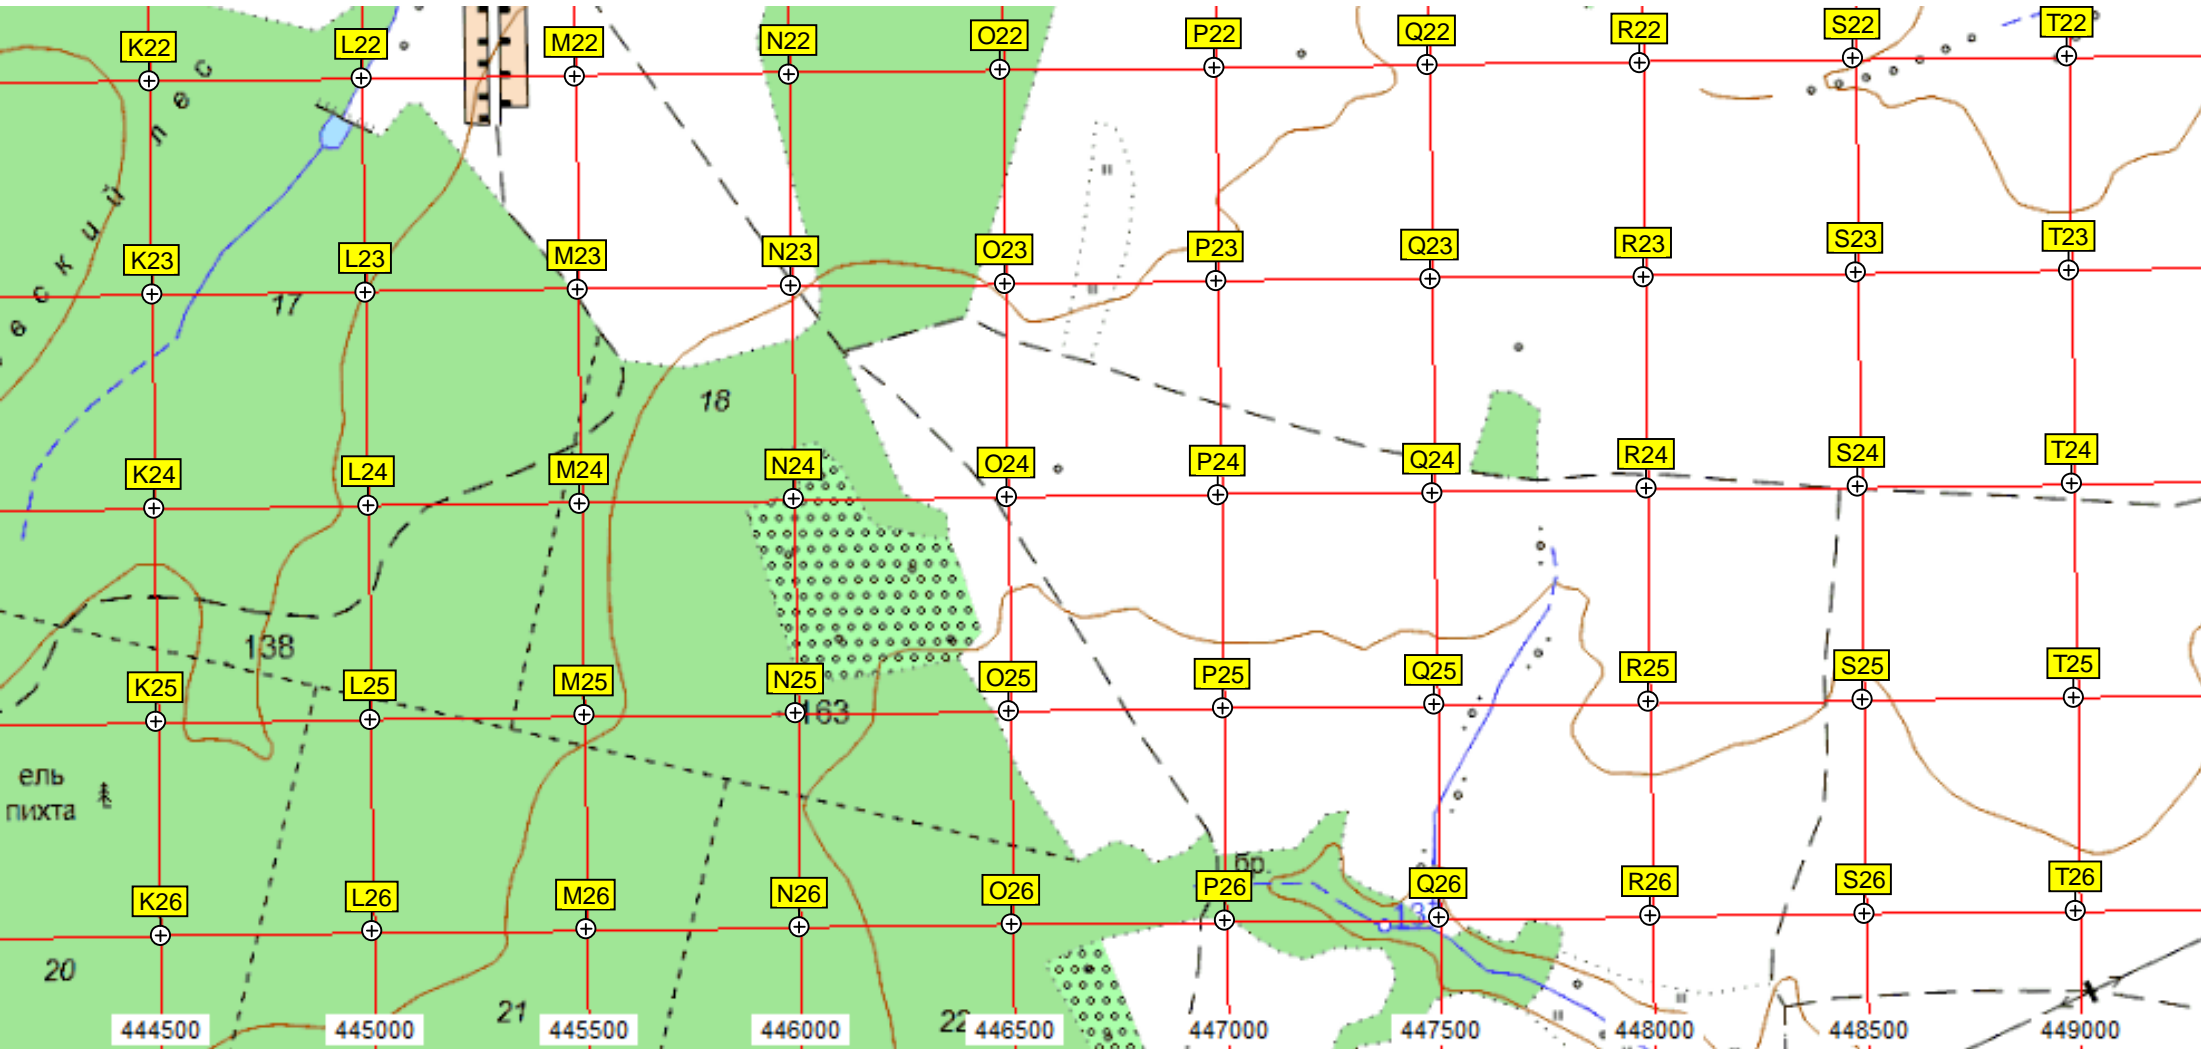 K22 L22 M22 N22 O22 P22 Q22 R22 S22 T22
еский лес
K23 L23 M23 N23 O23 P23 Q23 R23 S23 T23
17
18
K24 L24 M24 N24 O24 P24 Q24 R24 S24 T24
138
K25 L25 M25 N25 O25 P25 Q25 R25 S25 T25
163
ель
пихта
бр.
K26 L26 M26 N26 O26 P26 Q26 R26 S26 T26
20
21
22
444500 445000 445500 446000 446500 447000 447500 448000 448500 449000